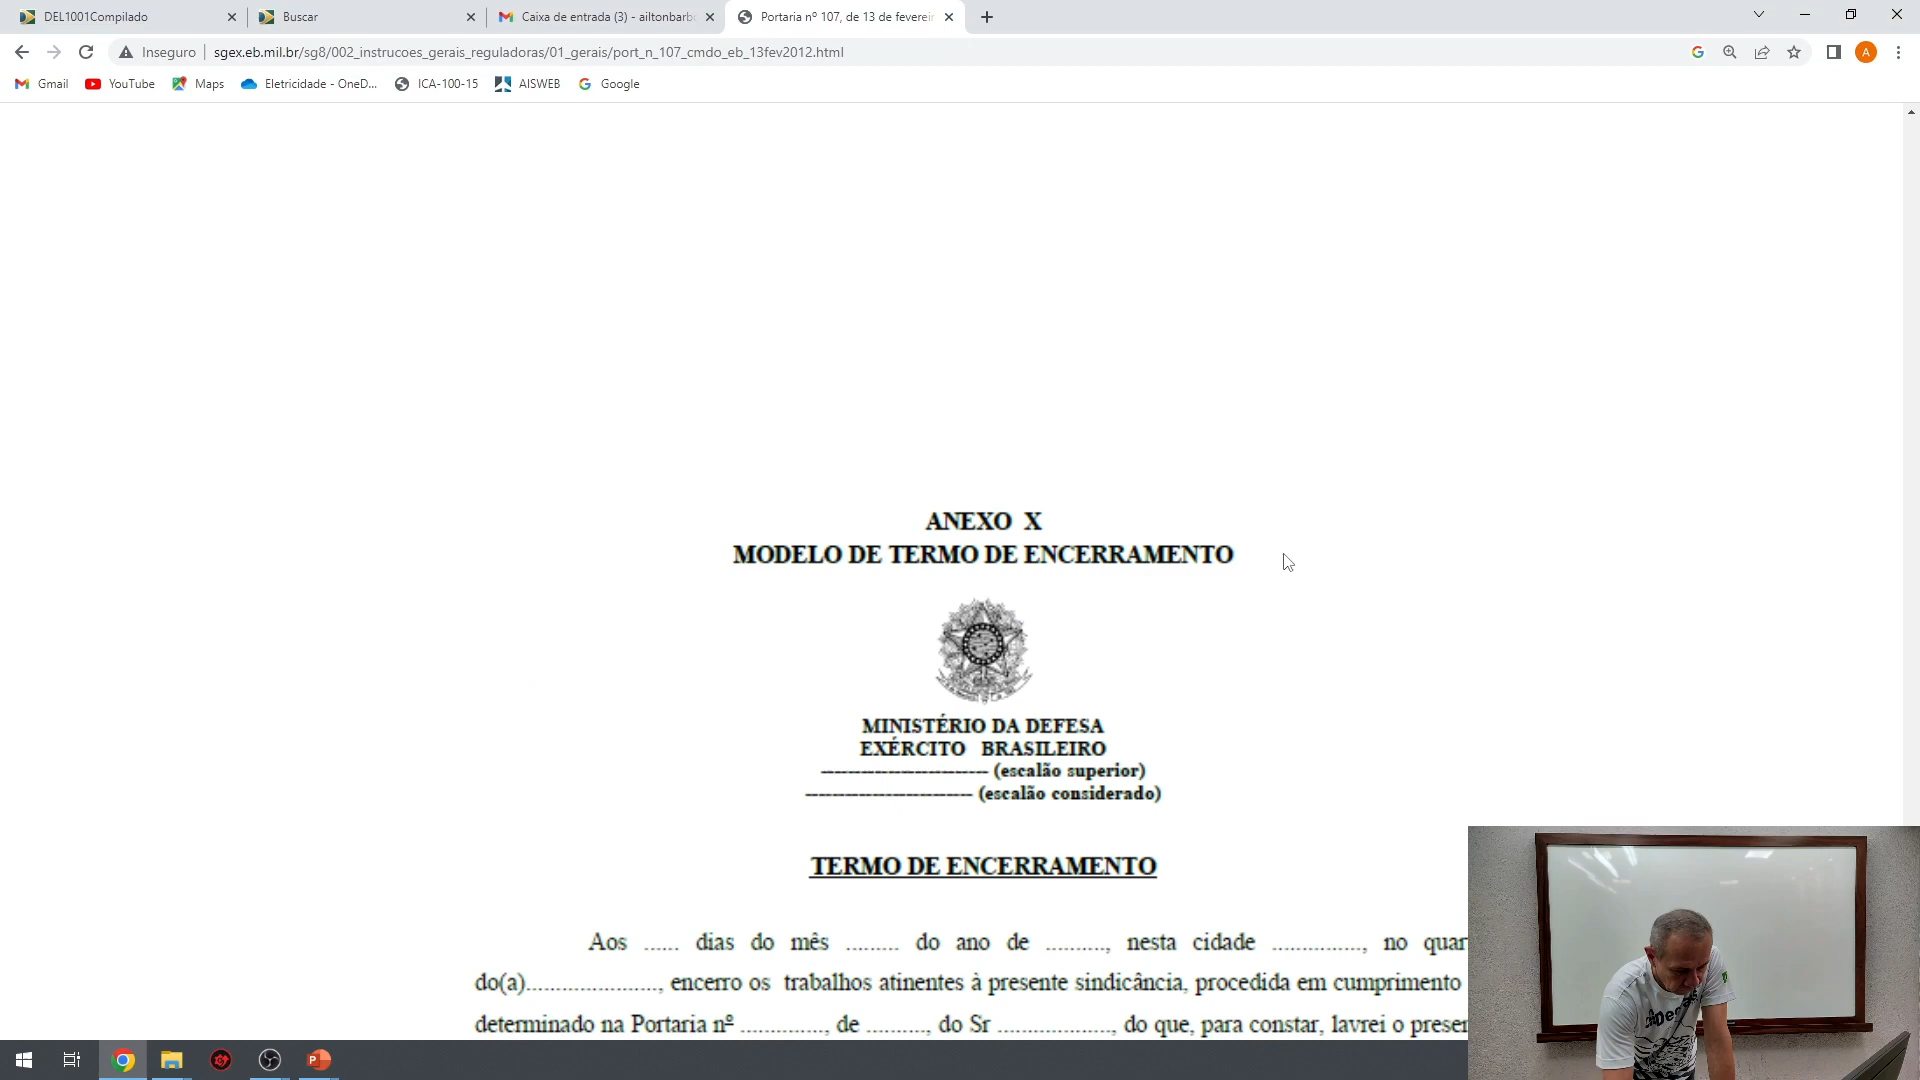 DEL1001Compilado
Buscar
Caixa de entrada (3) - ailtonbarb
Portaria nº 107, de 13 de fevereir
Inseguro
sgex.eb.mil.br/sg8/002_instrucoes_gerais_reguladoras/01_gerais/port_n_107_cmdo_eb_13fev2012.html
A
Gmail
YouTube
Maps
Eletricidade - OneD...
ICA-100-15
AISWEB
Google
ANEXO X
MODELO DE TERMO DE ENCERRAMENTO
MINISTÉRIO DA DEFESA
EXÉRCITO BRASILEIRO
------------------------- (escalão superior)
------------------------- (escalão considerado)
TERMO DE ENCERRAMENTO
Aos ...... dias do mês ......... do ano de .........., nesta cidade ..............., no quar
do(a)......................, encerro os trabalhos atinentes à presente sindicância, procedida em cumprimento
determinado na Portaria nº .............., de .........., do Sr ..................., do que, para constar, lavrei o preser